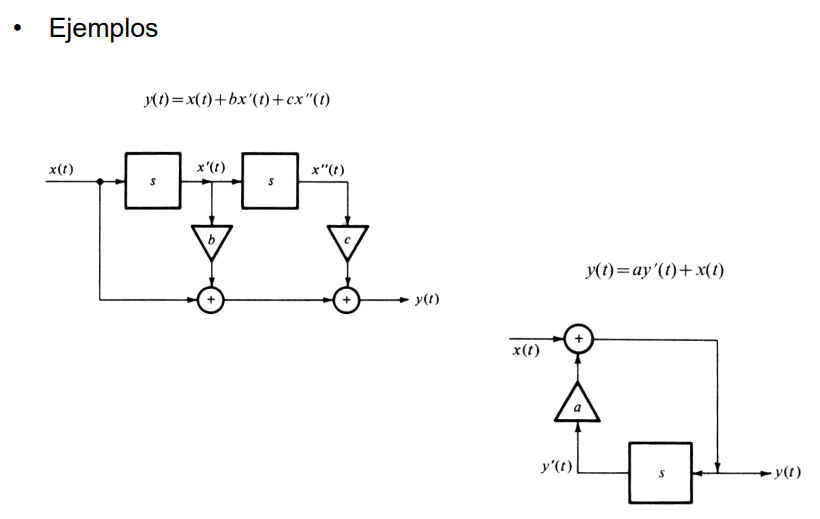 • Ejemplos
y(t)=x(t)+bx'(t)+cx"(t)
x(t)
s
x'(t)
s
x"(t)
b
c
+
+
y(t)
y(t)=ay'(t)+x(t)
x(t)
+
a
y'(t)
s
y(t)